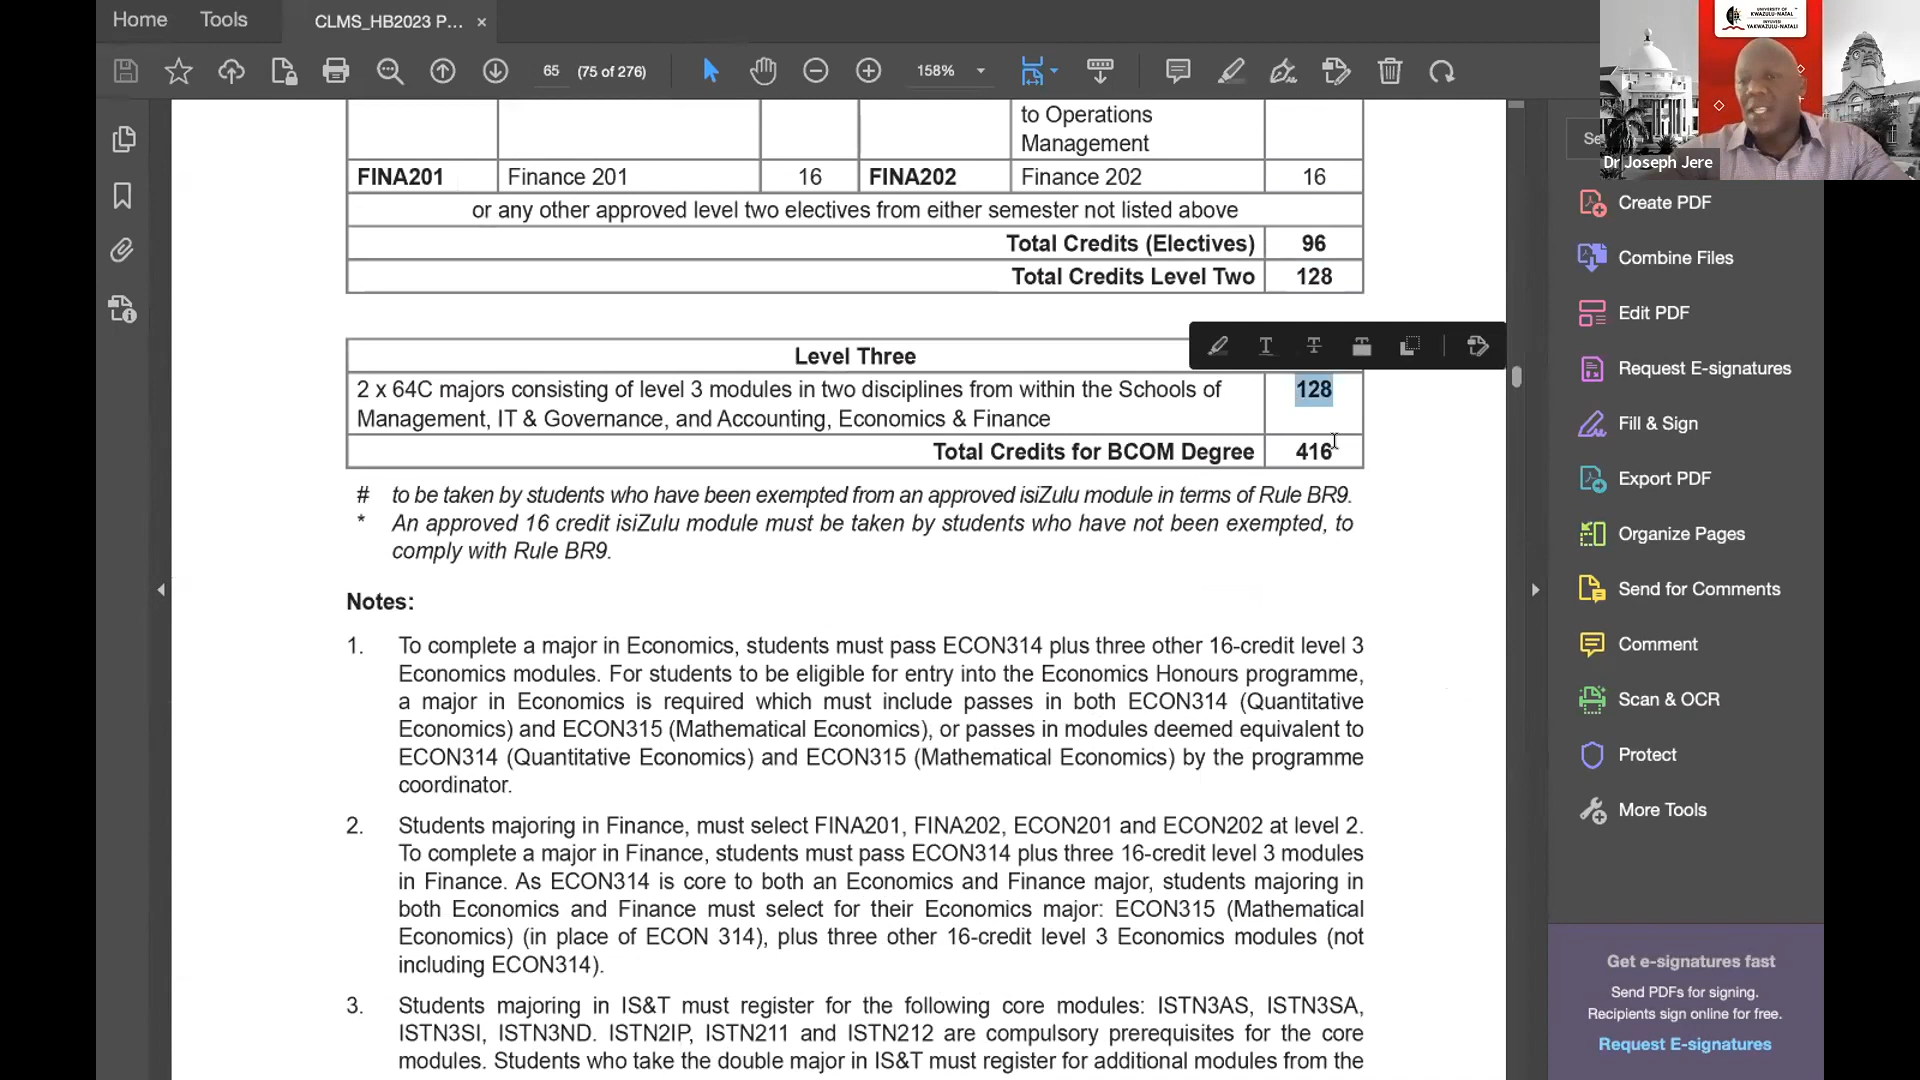 Home Tools CLMS_HB2023 P... ×
65 (75 of 276) 158%
UNIVERSITY OF
KWAZULU-NATAL
INYUVESI
YAKWAZULU-NATALI
Dr Joseph Jere
Se
to Operations
Management
FINA201 Finance 201 16 FINA202 Finance 202 16
or any other approved level two electives from either semester not listed above
Total Credits (Electives) 96
Total Credits Level Two 128
Level Three
2 x 64C majors consisting of level 3 modules in two disciplines from within the Schools of 128
Management, IT & Governance, and Accounting, Economics & Finance
Total Credits for BCOM Degree 416
# to be taken by students who have been exempted from an approved isiZulu module in terms of Rule BR9.
* An approved 16 credit isiZulu module must be taken by students who have not been exempted, to
comply with Rule BR9.
Notes:
1. To complete a major in Economics, students must pass ECON314 plus three other 16-credit level 3
Economics modules. For students to be eligible for entry into the Economics Honours programme,
a major in Economics is required which must include passes in both ECON314 (Quantitative
Economics) and ECON315 (Mathematical Economics), or passes in modules deemed equivalent to
ECON314 (Quantitative Economics) and ECON315 (Mathematical Economics) by the programme
coordinator.
2. Students majoring in Finance, must select FINA201, FINA202, ECON201 and ECON202 at level 2.
To complete a major in Finance, students must pass ECON314 plus three 16-credit level 3 modules
in Finance. As ECON314 is core to both an Economics and Finance major, students majoring in
both Economics and Finance must select for their Economics major: ECON315 (Mathematical
Economics) (in place of ECON 314), plus three other 16-credit level 3 Economics modules (not
including ECON314).
3. Students majoring in IS&T must register for the following core modules: ISTN3AS, ISTN3SA,
ISTN3SI, ISTN3ND. ISTN2IP, ISTN211 and ISTN212 are compulsory prerequisites for the core
modules. Students who take the double major in IS&T must register for additional modules from the
Create PDF
Combine Files
Edit PDF
Request E-signatures
Fill & Sign
Export PDF
Organize Pages
Send for Comments
Comment
Scan & OCR
Protect
More Tools
Get e-signatures fast
Send PDFs for signing.
Recipients sign online for free.
Request E-signatures